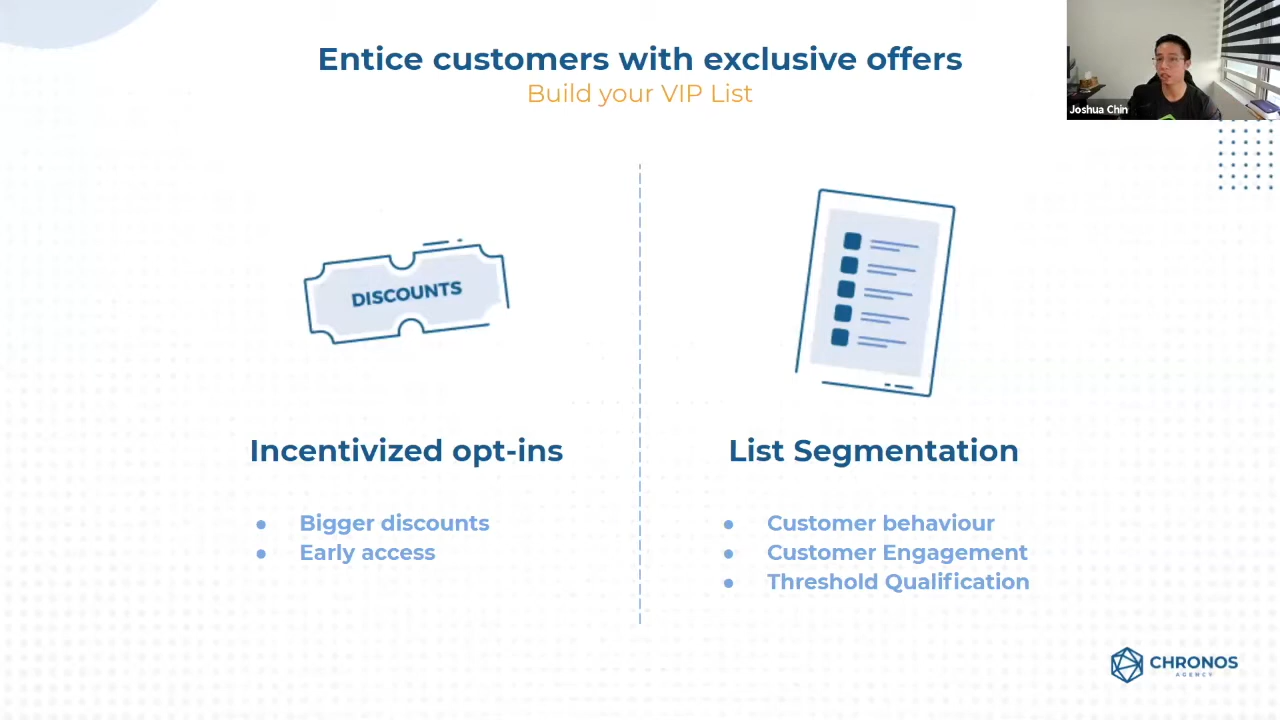 Entice customers with exclusive offers
Build your VIP List
Joshua Chin
DISCOUNTS
Incentivized opt-ins
● Bigger discounts
● Early access
List Segmentation
● Customer behaviour
● Customer Engagement
● Threshold Qualification
CHRONOS
AGENCY